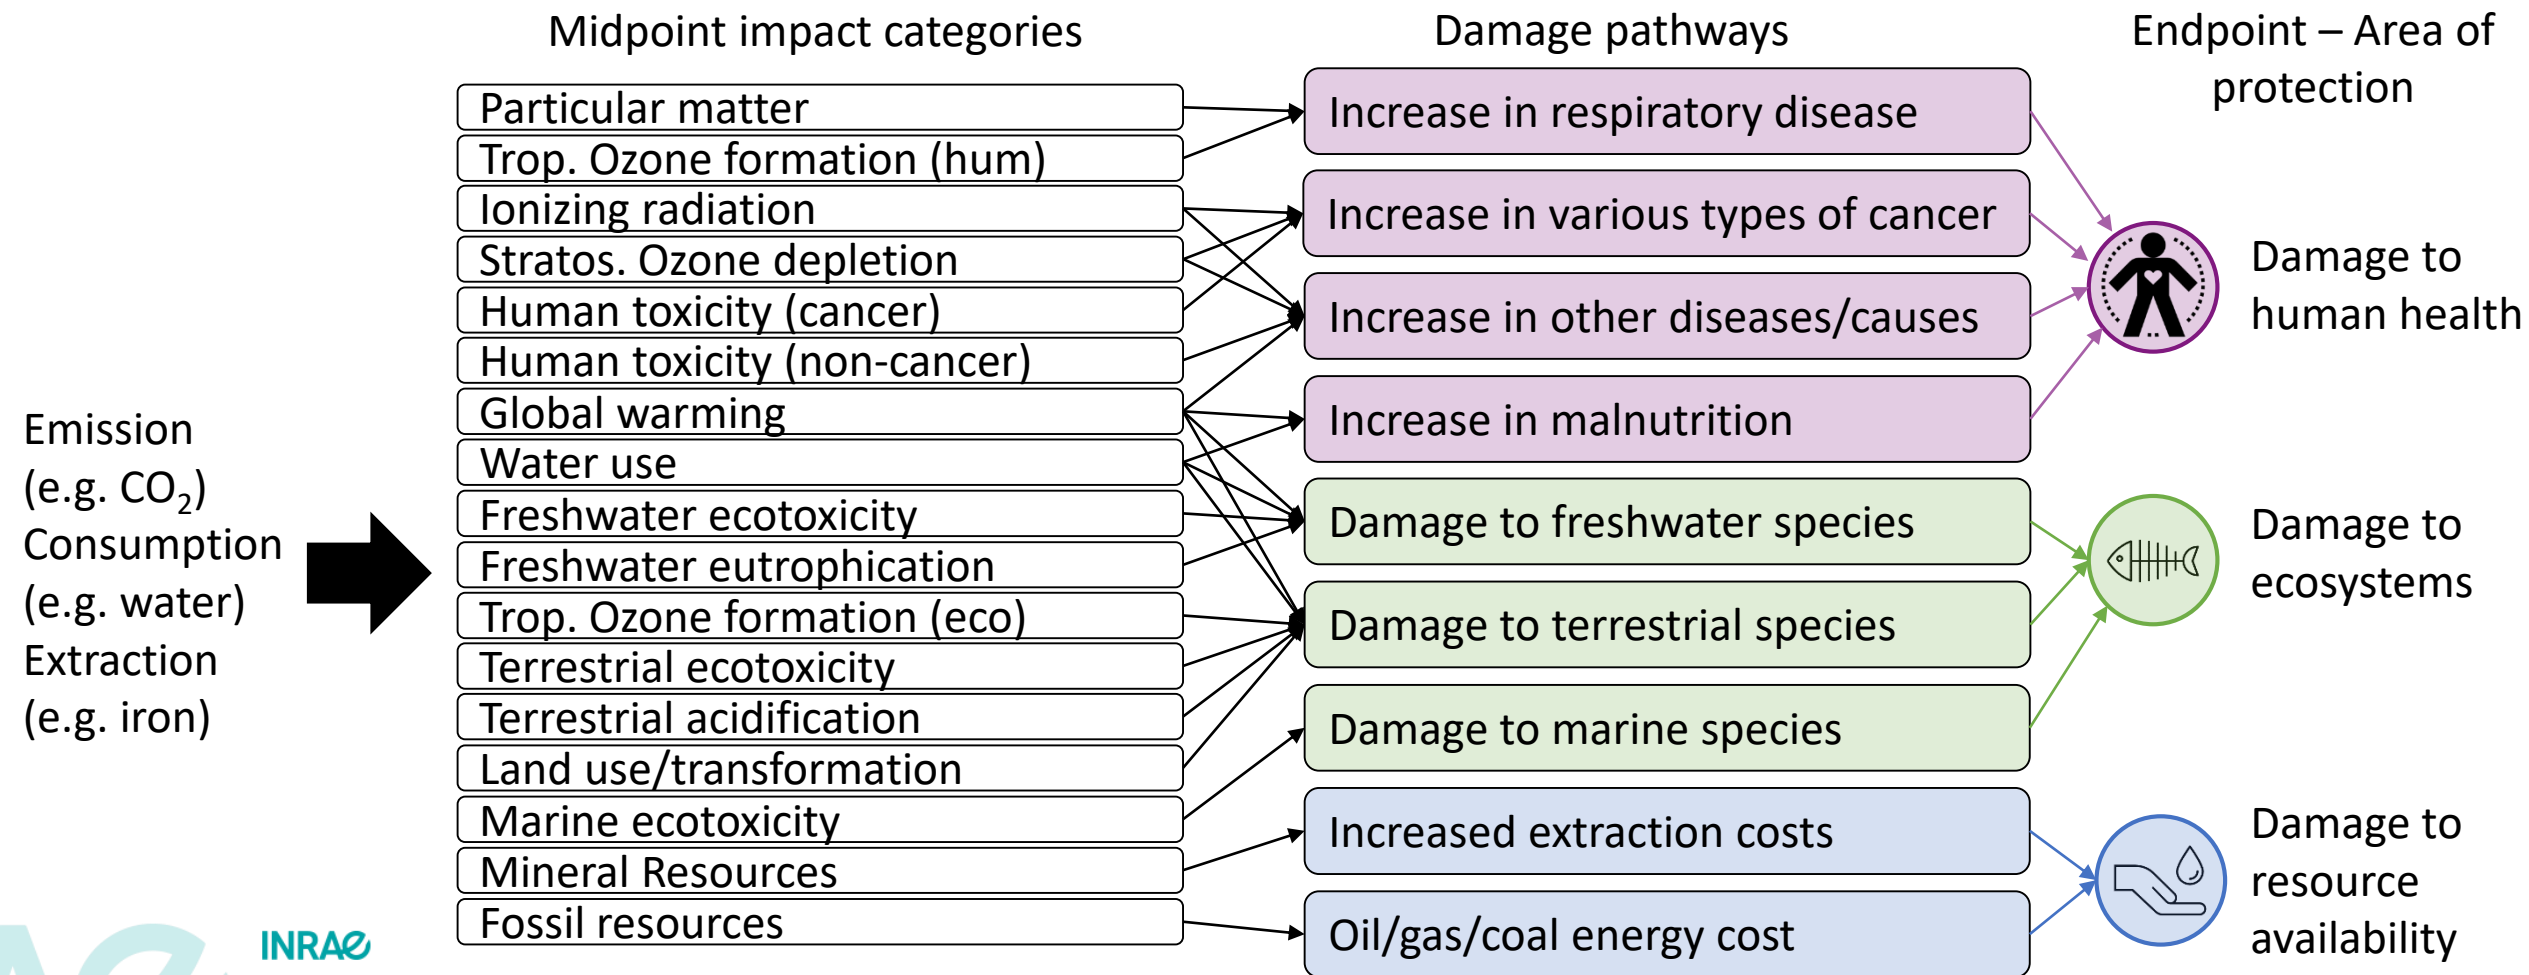 Midpoint impact categories
Damage pathways
Endpoint – Area of
protection
Emission
(e.g. CO₂)
Consumption
(e.g. water)
Extraction
(e.g. iron)
Particular matter
Trop. Ozone formation (hum)
Ionizing radiation
Stratos. Ozone depletion
Human toxicity (cancer)
Human toxicity (non-cancer)
Global warming
Water use
Freshwater ecotoxicity
Freshwater eutrophication
Trop. Ozone formation (eco)
Terrestrial ecotoxicity
Terrestrial acidification
Land use/transformation
Marine ecotoxicity
Mineral Resources
Fossil resources
Increase in respiratory disease
Increase in various types of cancer
Increase in other diseases/causes
Increase in malnutrition
Damage to freshwater species
Damage to terrestrial species
Damage to marine species
Increased extraction costs
Oil/gas/coal energy cost
Damage to
human health
Damage to
ecosystems
Damage to
resource
availability
INRAE